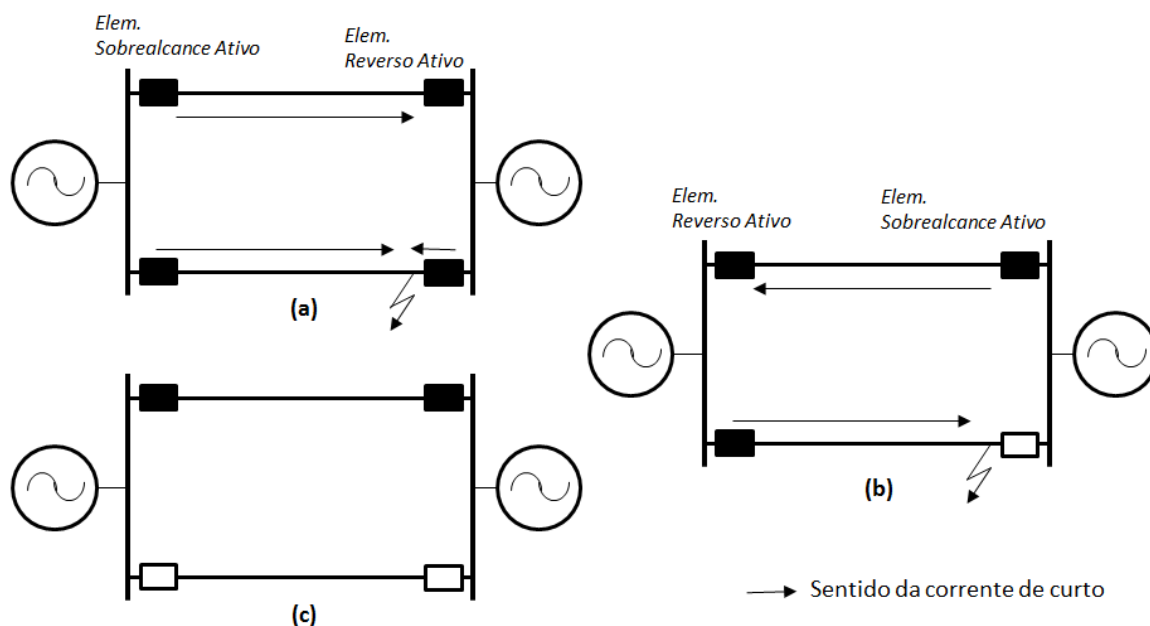 Elem.
Sobrealcance Ativo
Elem.
Reverso Ativo
(a)
Elem.
Reverso Ativo
Elem.
Sobrealcance Ativo
(b)
(c)
Sentido da corrente de curto